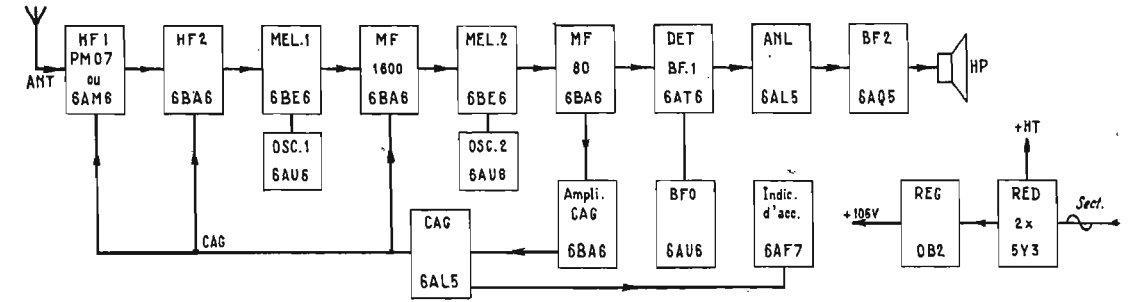 HF1
PM07
ou
6AM6
HF2
6BA6
MEL.1
6BE6
MF
1600
6BA6
MEL.2
6BE6
MF
80
6BA6
DET
BF.1
6AT6
ANL
6AL5
BF2
6AQ5
HP
ANT
OSC.1
6AU6
OSC.2
6AU6
+HT
Ampli.
CAG
6BA6
BFO
6AU6
Indic.
d'acc.
6AF7
REG
OB2
RED
2x
5Y3
Sect.
+106V
CAG
CAG
6AL5